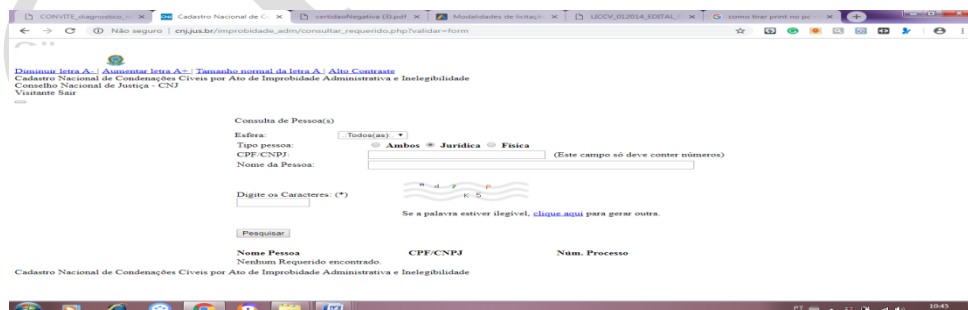 CONVITE_diagnostico_
Cadastro Nacional de C
certidaoNegativa (3).pdf
Modalidades de licitaç
LICCV_012014_EDITAL_
como tirar print no pc
Não seguro | cnj.jus.br/improbidade_adm/consultar_requerido.php?validar=form
Diminuir letra A- | Aumentar letra A+ | Tamanho normal da letra A | Alto Contraste
Cadastro Nacional de Condenações Cíveis por Ato de Improbidade Administrativa e Inelegibilidade
Conselho Nacional de Justiça - CNJ
Visitante Sair
Consulta de Pessoa(s)
Esfera: ..:Todos(as):..
Tipo pessoa: Ambos Jurídica Física
CPF/CNPJ: (Este campo só deve conter números)
Nome da Pessoa:
Digite os Caracteres: (*)
Se a palavra estiver ilegível, clique aqui para gerar outra.
Pesquisar
Nome Pessoa CPF/CNPJ Núm. Processo
Nenhum Requerido encontrado.
Cadastro Nacional de Condenações Cíveis por Ato de Improbidade Administrativa e Inelegibilidade
PT 10:45